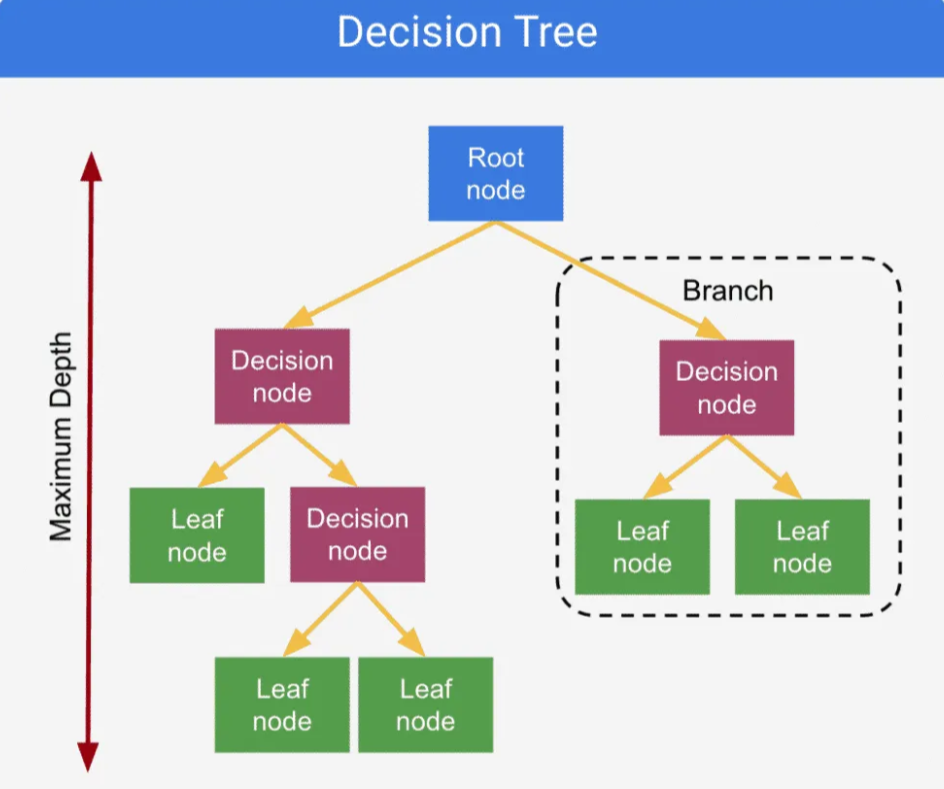 Decision Tree
Root
node
Branch
Maximum Depth
Decision
node
Decision
node
Leaf
node
Decision
node
Leaf
node
Leaf
node
Leaf
node
Leaf
node